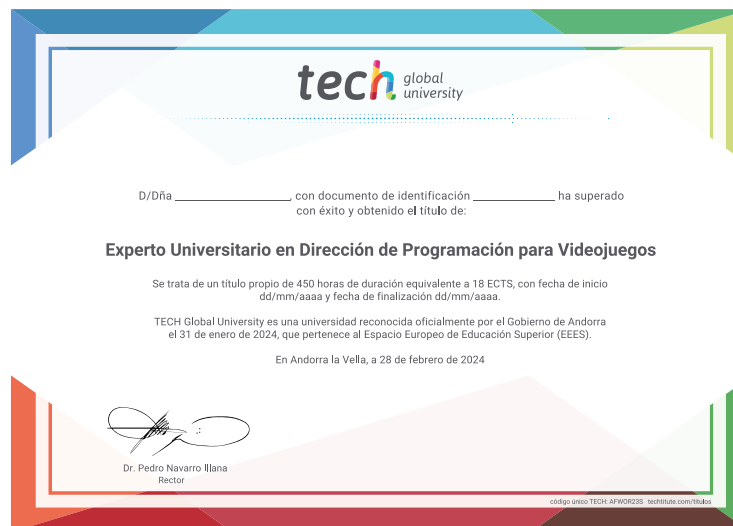 tech global university
D/Dña ______________, con documento de identificación ______________ ha superado
con éxito y obtenido el título de:
Experto Universitario en Dirección de Programación para Videojuegos
Se trata de un título propio de 450 horas de duración equivalente a 18 ECTS, con fecha de inicio
dd/mm/aaaa y fecha de finalización dd/mm/aaaa.
TECH Global University es una universidad reconocida oficialmente por el Gobierno de Andorra
el 31 de enero de 2024, que pertenece al Espacio Europeo de Educación Superior (EEES).
En Andorra la Vella, a 28 de febrero de 2024
Dr. Pedro Navarro Illana
Rector
código único TECH: AFWOR23S techtitute.com/titulos